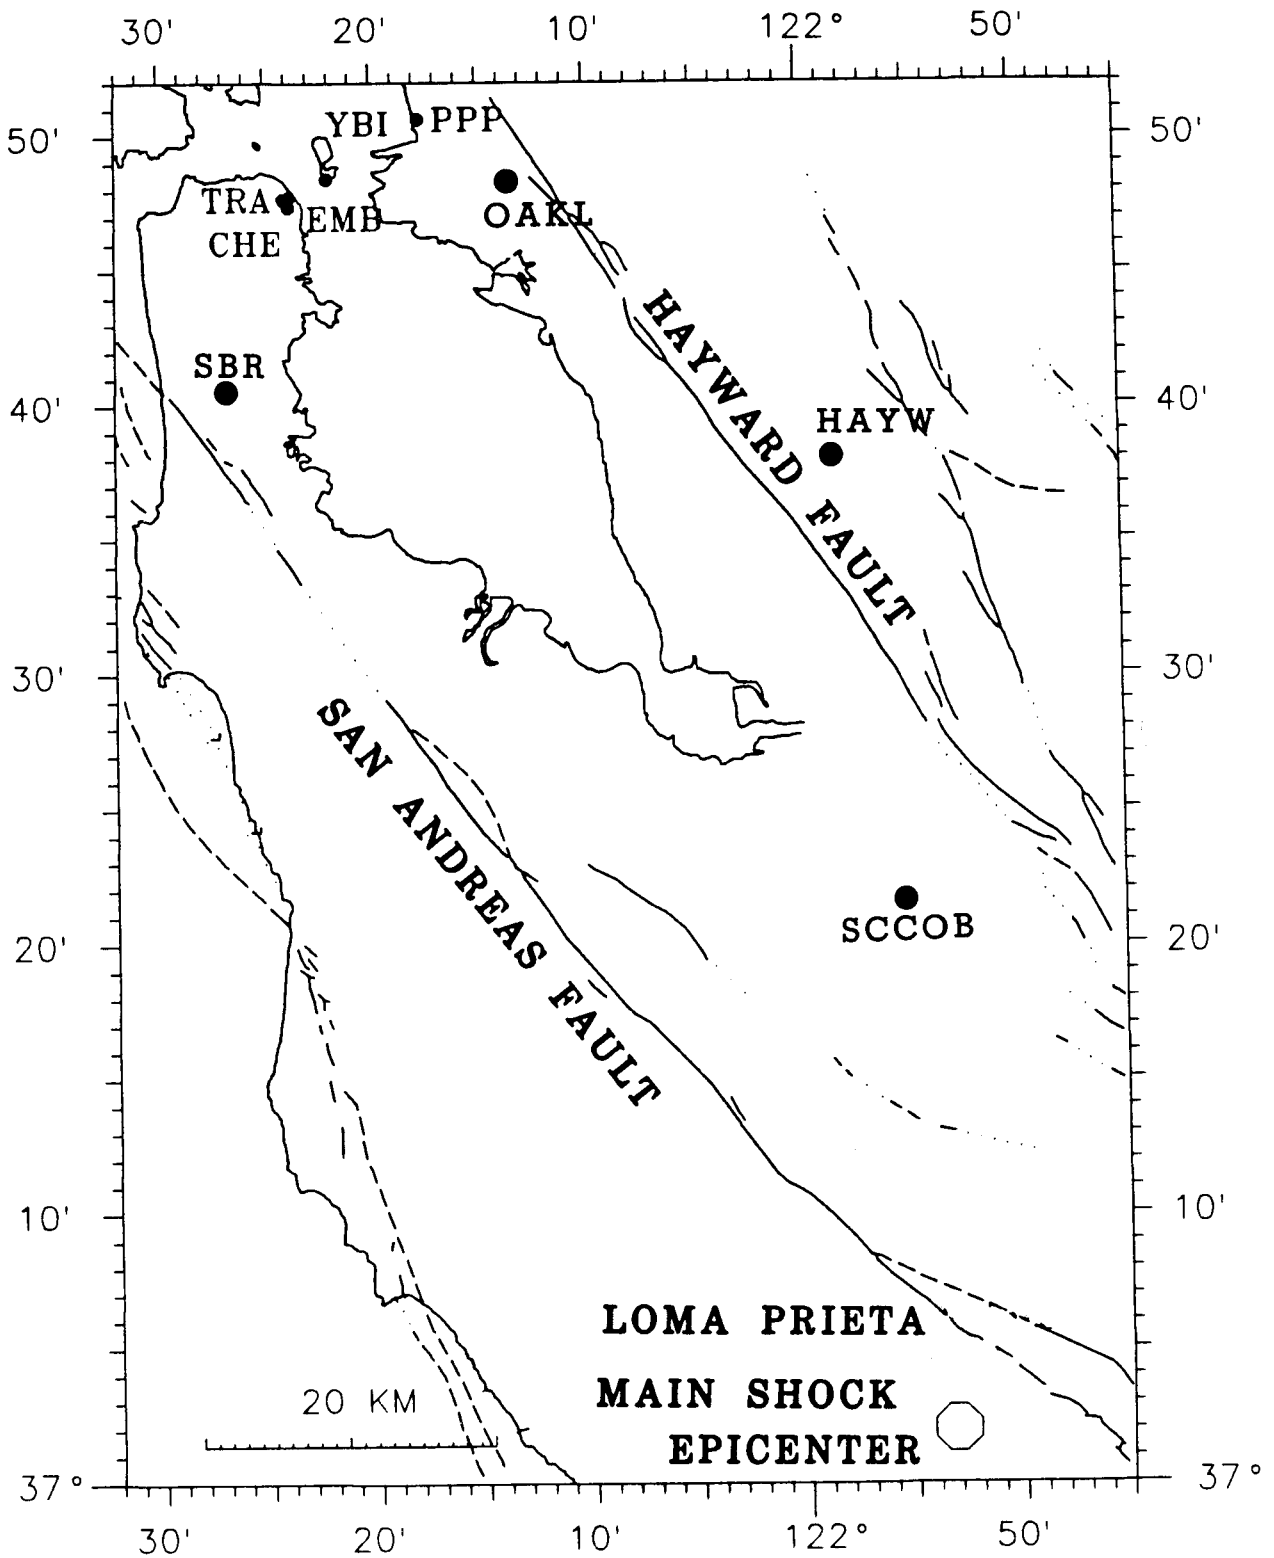 30' 20' 10' 122° 50'
50' YBI PPP 50'
TRA EMB OAKL
CHE
HAYWARD FAULT
SBR
40' HAYW 40'
30' 30'
SAN ANDREAS FAULT
SCCOB
20' 20'
10' 10'
LOMA PRIETA
20 KM MAIN SHOCK
EPICENTER
37° 37°
30' 20' 10' 122° 50'